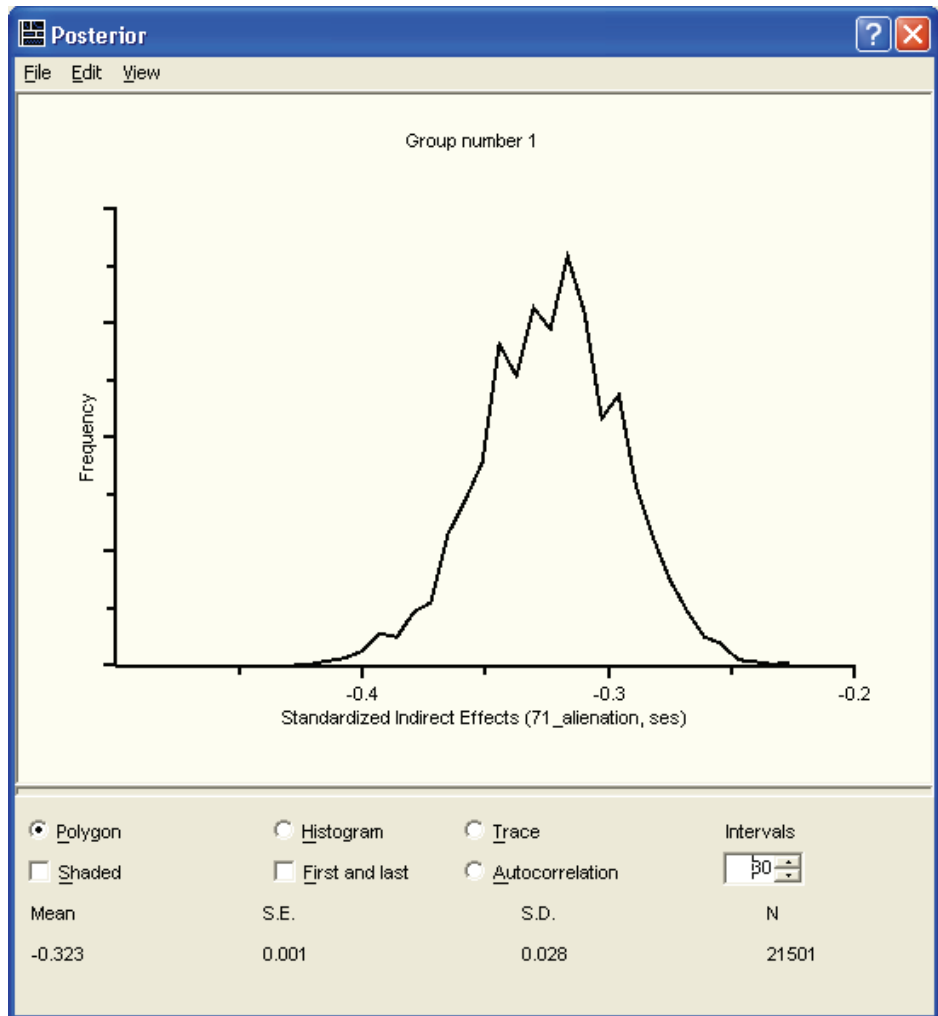 Posterior
File Edit View
Group number 1
Frequency
-0.4 -0.3 -0.2
Standardized Indirect Effects (71_alienation, ses)
Polygon Histogram Trace Intervals
Shaded First and last Autocorrelation 30
Mean S.E. S.D. N
-0.323 0.001 0.028 21501